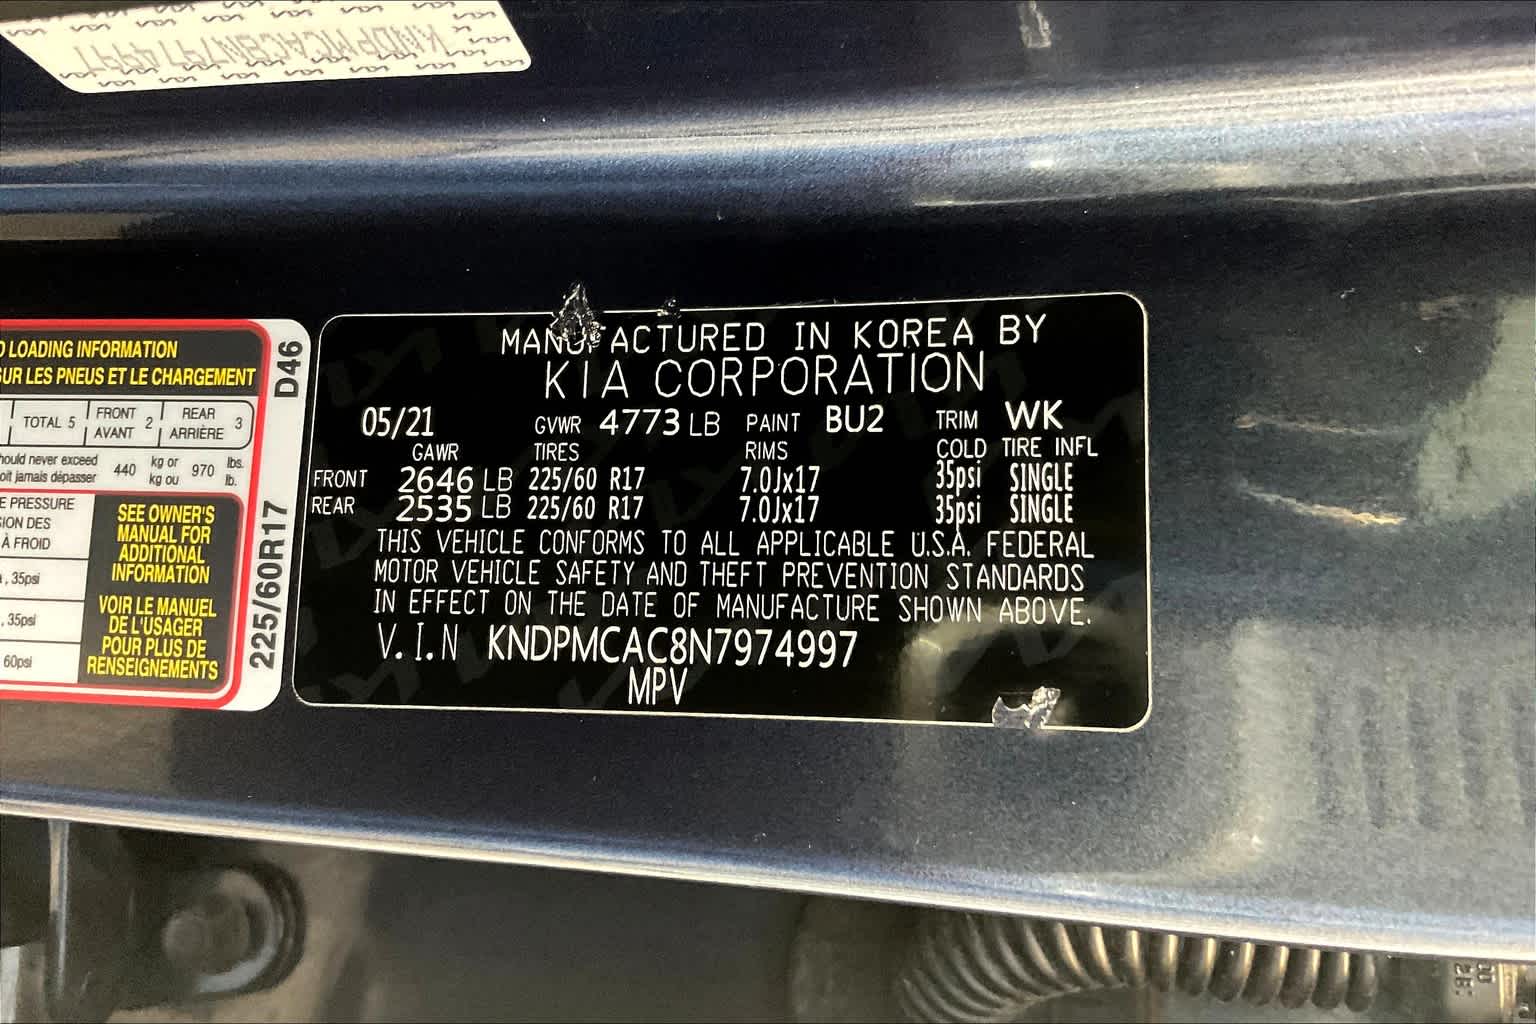 KNDPMCAC8N7974997
D LOADING INFORMATION
SUR LES PNEUS ET LE CHARGEMENT
TOTAL 5
FRONT
AVANT 2
REAR
ARRIÈRE 3
should never exceed
doit jamais dépasser
440
kg or
kg ou
970
lbs.
lb.
E PRESSURE
SION DES
À FROID
, 35psi
, 35psi
60psi
SEE OWNER'S
MANUAL FOR
ADDITIONAL
INFORMATION
VOIR LE MANUEL
DE L'USAGER
POUR PLUS DE
RENSEIGNEMENTS
D46
225/60R17
MANUFACTURED IN KOREA BY
KIA CORPORATION
05/21 GVWR 4773 LB PAINT BU2 TRIM WK
GAWR TIRES RIMS COLD TIRE INFL
FRONT 2646 LB 225/60 R17 7.0Jx17 35psi SINGLE
REAR 2535 LB 225/60 R17 7.0Jx17 35psi SINGLE
THIS VEHICLE CONFORMS TO ALL APPLICABLE U.S.A. FEDERAL
MOTOR VEHICLE SAFETY AND THEFT PREVENTION STANDARDS
IN EFFECT ON THE DATE OF MANUFACTURE SHOWN ABOVE.
V.I.N KNDPMCAC8N7974997
MPV